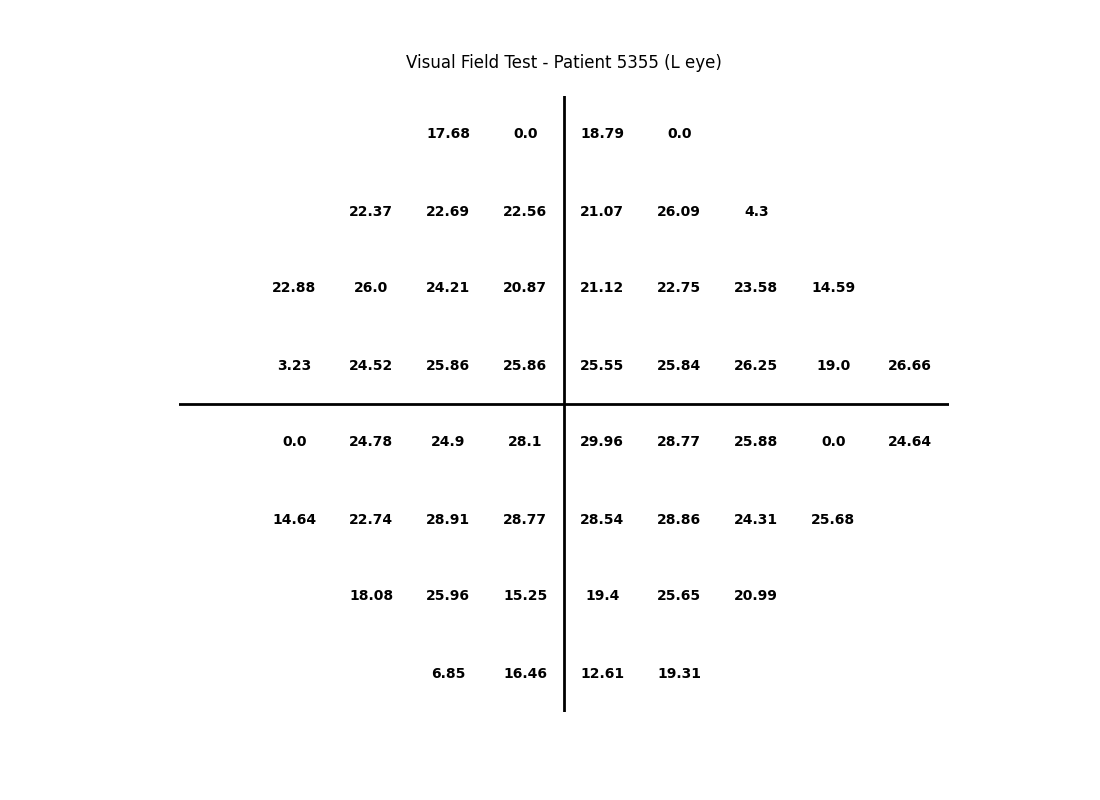 Visual Field Test - Patient 5355 (L eye)
17.68 0.0 18.79 0.0
22.37 22.69 22.56 21.07 26.09 4.3
22.88 26.0 24.21 20.87 21.12 22.75 23.58 14.59
3.23 24.52 25.86 25.86 25.55 25.84 26.25 19.0 26.66
0.0 24.78 24.9 28.1 29.96 28.77 25.88 0.0 24.64
14.64 22.74 28.91 28.77 28.54 28.86 24.31 25.68
18.08 25.96 15.25 19.4 25.65 20.99
6.85 16.46 12.61 19.31